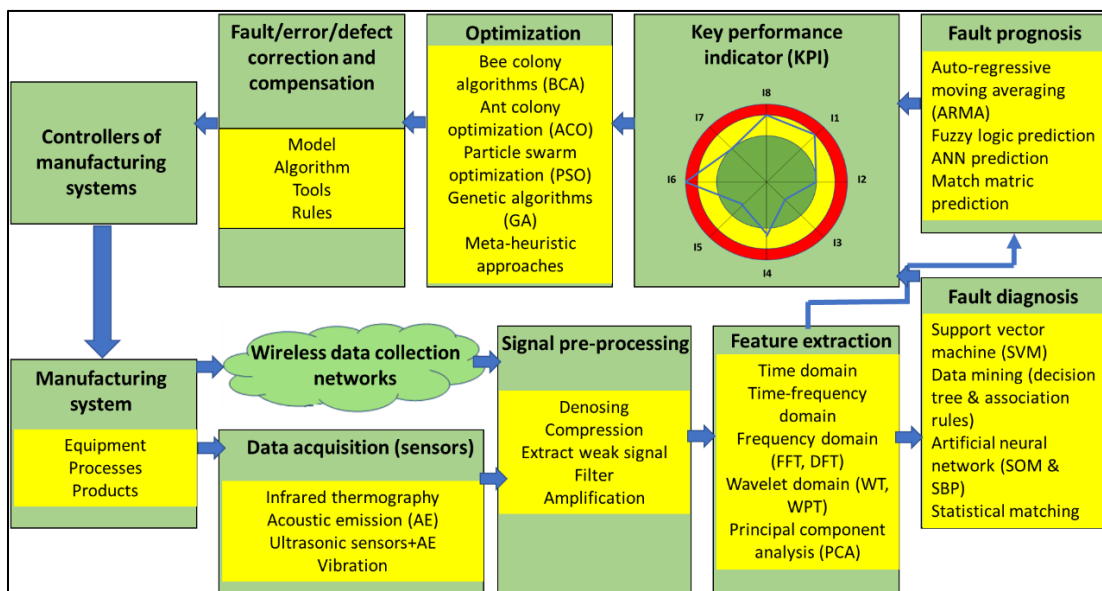 Fault/error/defect
correction and
compensation
Model
Algorithm
Tools
Rules
Optimization
Bee colony
algorithms (BCA)
Ant colony
optimization (ACO)
Particle swarm
optimization (PSO)
Genetic algorithms
(GA)
Meta-heuristic
approaches
Key performance
indicator (KPI)
I8
I7
I1
I6
I2
I5
I3
I4
Fault prognosis
Auto-regressive
moving averaging
(ARMA)
Fuzzy logic prediction
ANN prediction
Match matric
prediction
Controllers of
manufacturing
systems
Manufacturing
system
Equipment
Processes
Products
Wireless data collection
networks
Data acquisition (sensors)
Infrared thermography
Acoustic emission (AE)
Ultrasonic sensors+AE
Vibration
Signal pre-processing
Denosing
Compression
Extract weak signal
Filter
Amplification
Feature extraction
Time domain
Time-frequency
domain
Frequency domain
(FFT, DFT)
Wavelet domain (WT,
WPT)
Principal component
analysis (PCA)
Fault diagnosis
Support vector
machine (SVM)
Data mining (decision
tree & association
rules)
Artificial neural
network (SOM &
SBP)
Statistical matching